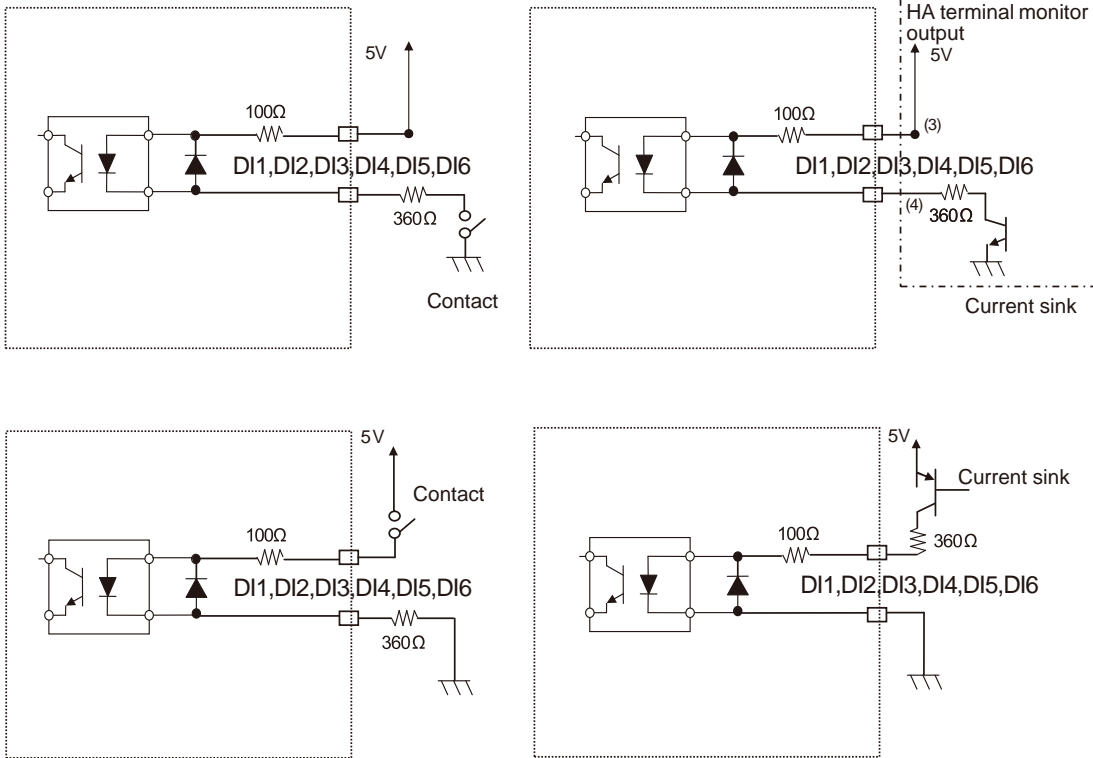 5V
100Ω
DI1,DI2,DI3,DI4,DI5,DI6
360Ω
Contact
HA terminal monitor
output
5V
100Ω
(3)
DI1,DI2,DI3,DI4,DI5,DI6
(4)
360Ω
Current sink
5V
Contact
100Ω
DI1,DI2,DI3,DI4,DI5,DI6
360Ω
5V
Current sink
100Ω
360Ω
DI1,DI2,DI3,DI4,DI5,DI6